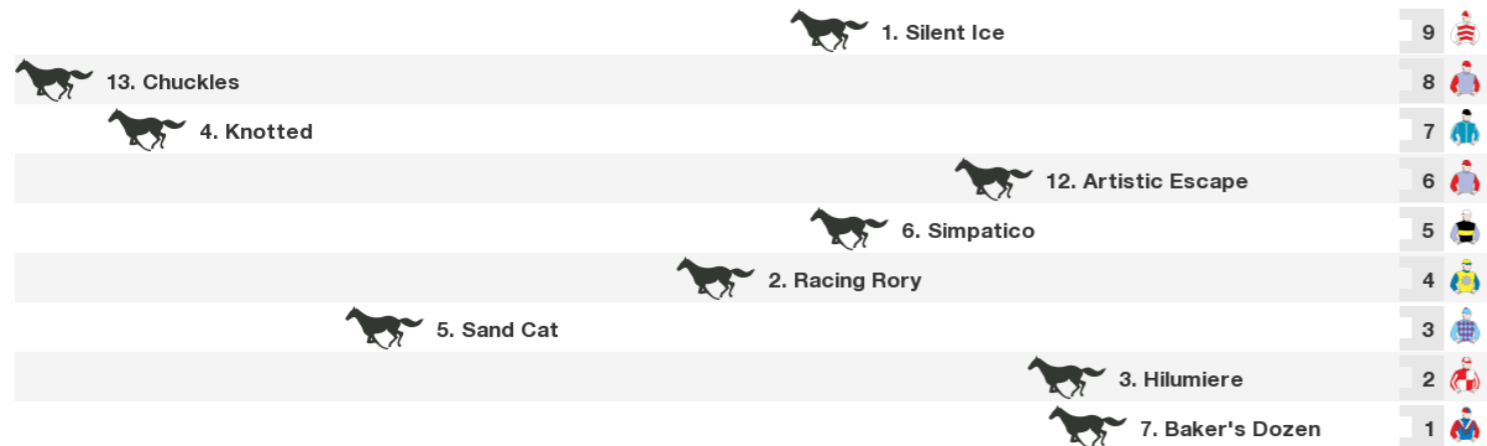 1. Silent Ice 9
13. Chuckles 8
4. Knotted 7
12. Artistic Escape 6
6. Simpatico 5
2. Racing Rory 4
5. Sand Cat 3
3. Hilumiere 2
7. Baker's Dozen 1